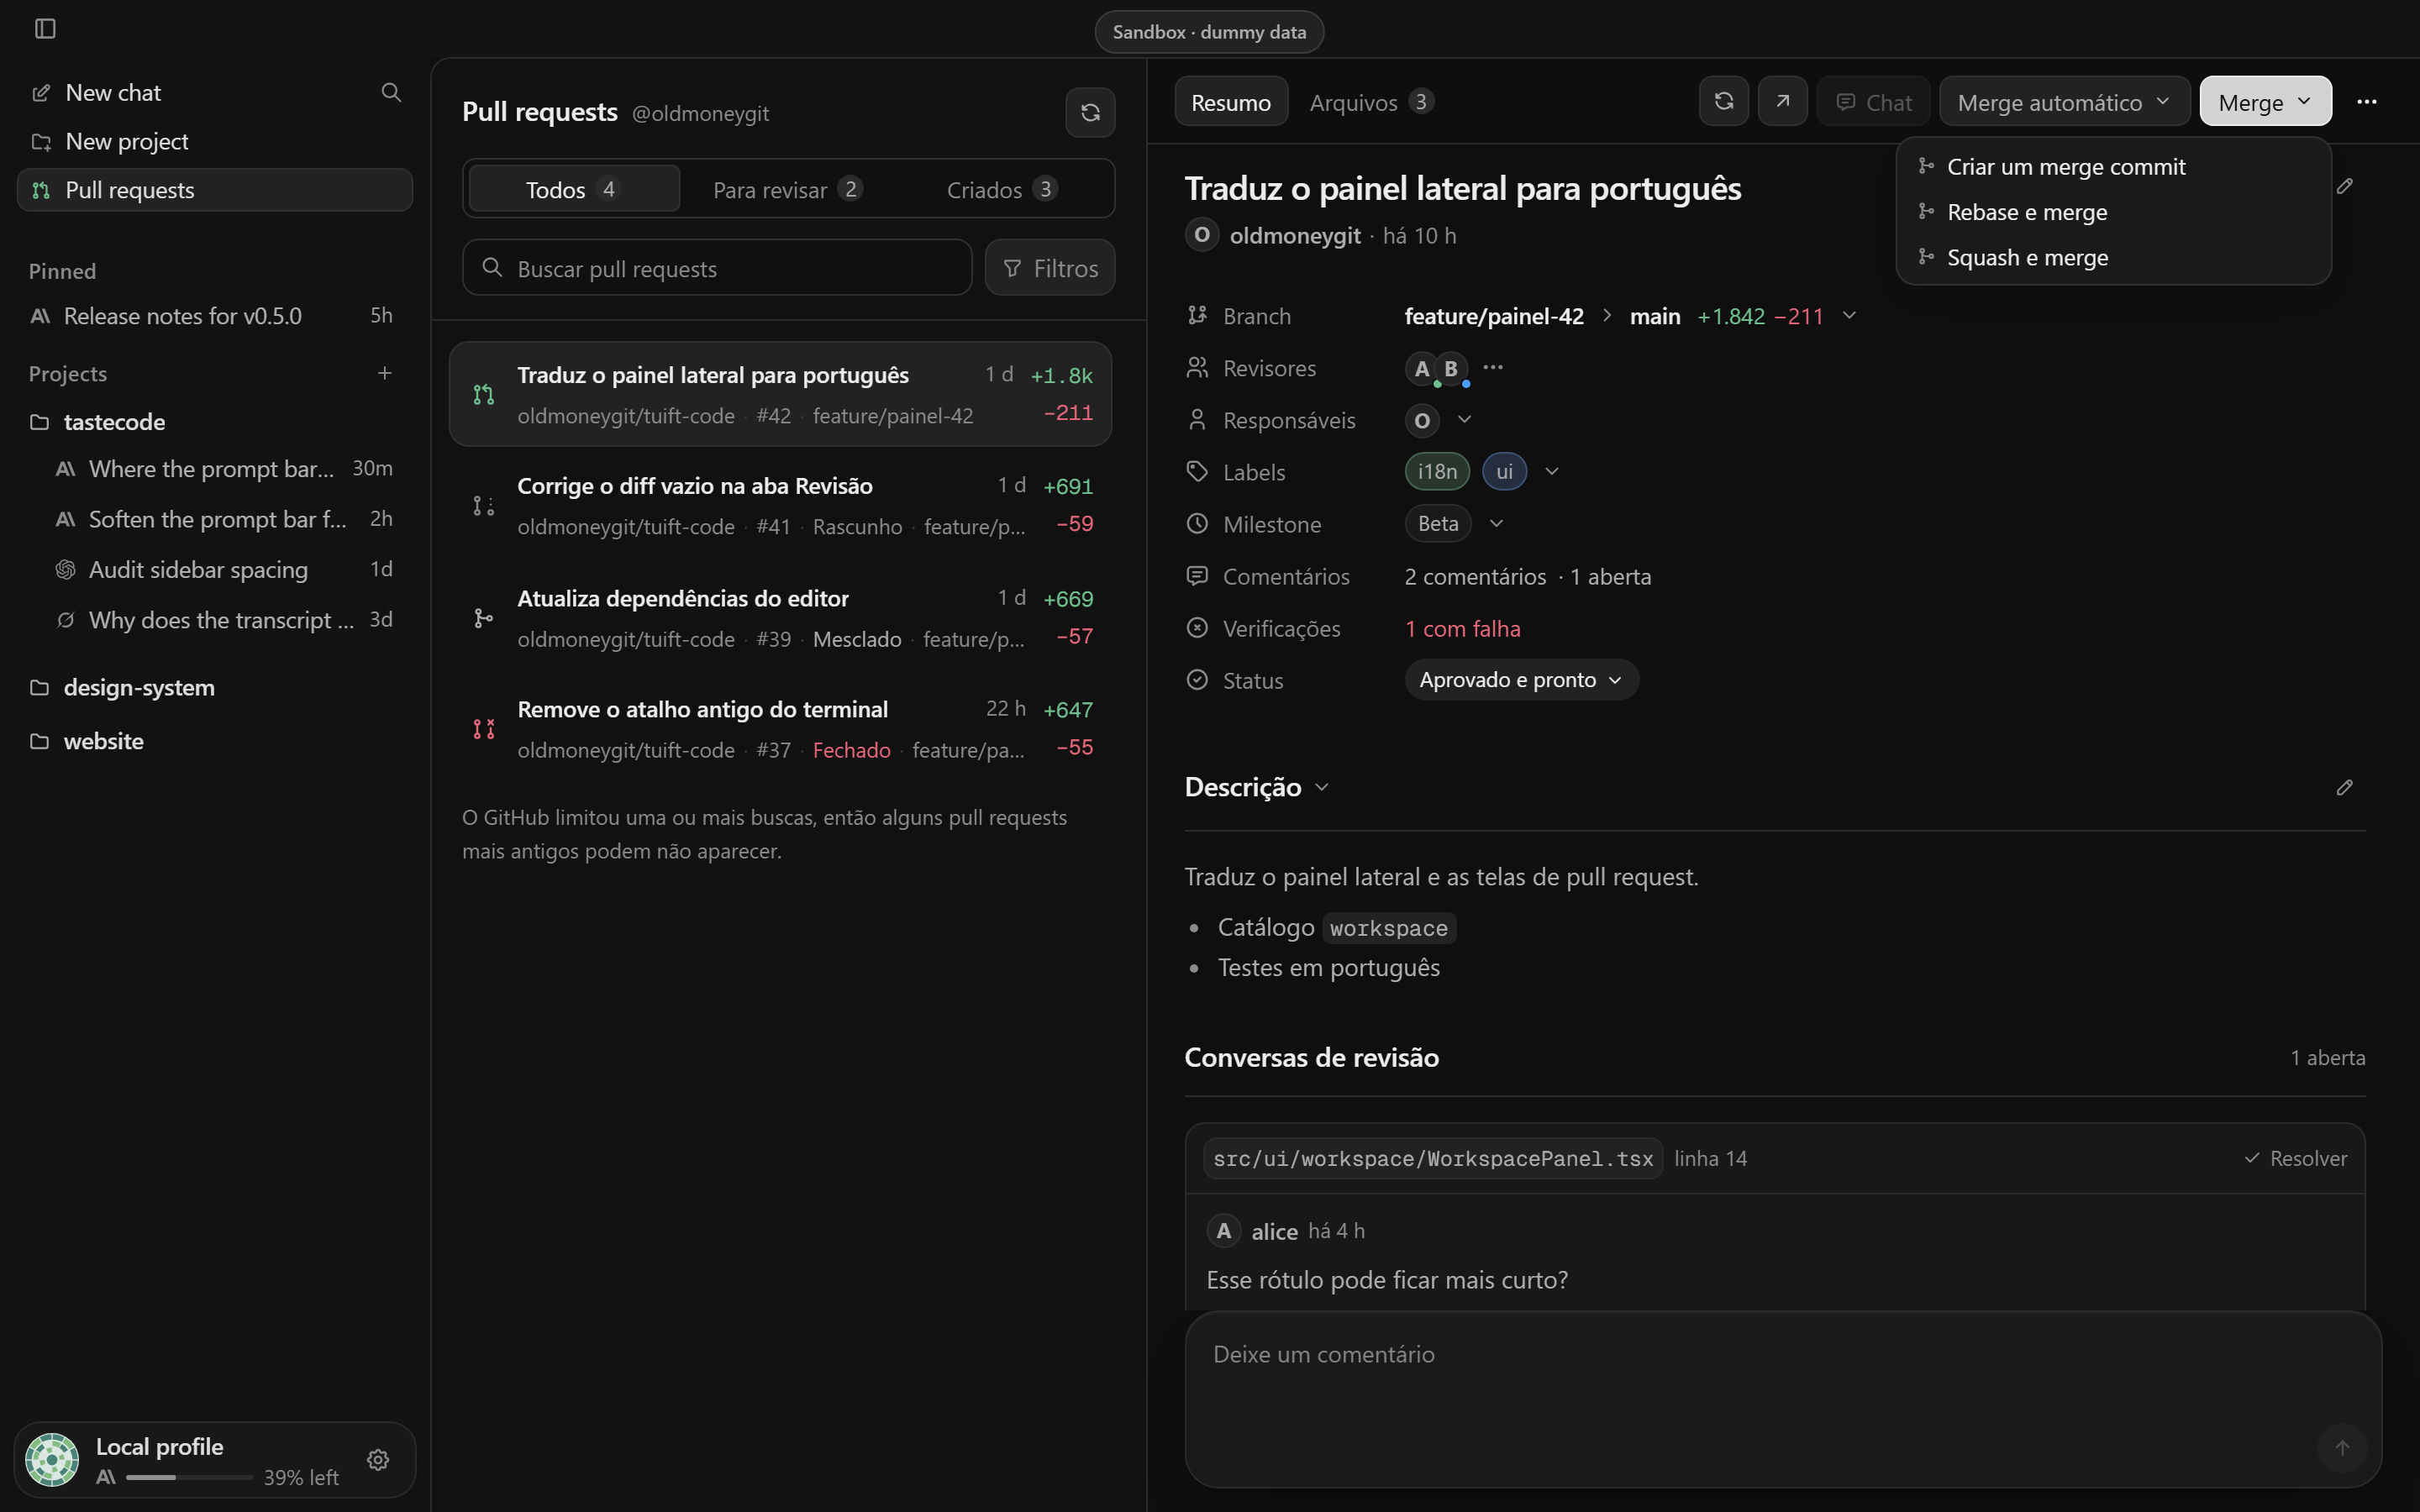 Sandbox · dummy data
New chat
New project
Pull requests
Pinned
Release notes for v0.5.0 5h
Projects
tastecode
Where the prompt bar... 30m
Soften the prompt bar f... 2h
Audit sidebar spacing 1d
Why does the transcript ... 3d
design-system
website
Local profile
39% left
Pull requests @oldmoneygit
Todos 4 Para revisar 2 Criados 3
Buscar pull requests Filtros
Traduz o painel lateral para português 1 d +1.8k
oldmoneygit/tuift-code · #42 · feature/painel-42 −211
Corrige o diff vazio na aba Revisão 1 d +691
oldmoneygit/tuift-code · #41 · Rascunho · feature/p... −59
Atualiza dependências do editor 1 d +669
oldmoneygit/tuift-code · #39 · Mesclado · feature/p... −57
Remove o atalho antigo do terminal 22 h +647
oldmoneygit/tuift-code · #37 · Fechado · feature/pa... −55
O GitHub limitou uma ou mais buscas, então alguns pull requests
mais antigos podem não aparecer.
Resumo Arquivos 3 Chat Merge automático Merge
Criar um merge commit
Rebase e merge
Squash e merge
Traduz o painel lateral para português
O oldmoneygit · há 10 h
Branch feature/painel-42 main +1.842 −211
Revisores A B
Responsáveis O
Labels i18n ui
Milestone Beta
Comentários 2 comentários · 1 aberta
Verificações 1 com falha
Status Aprovado e pronto
Descrição
Traduz o painel lateral e as telas de pull request.
• Catálogo workspace
• Testes em português
Conversas de revisão 1 aberta
src/ui/workspace/WorkspacePanel.tsx linha 14 Resolver
A alice há 4 h
Esse rótulo pode ficar mais curto?
Deixe um comentário